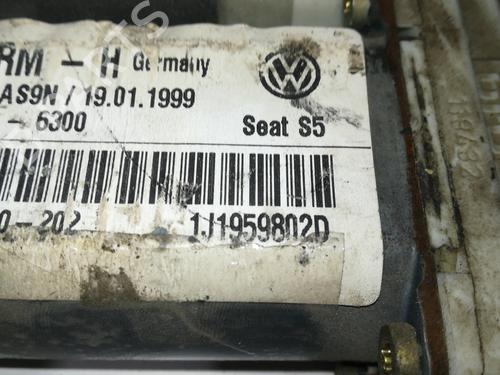 RM - H Germany
AS9N / 19.01.1999
- 6300 Seat S5
0-202 1J1959802D